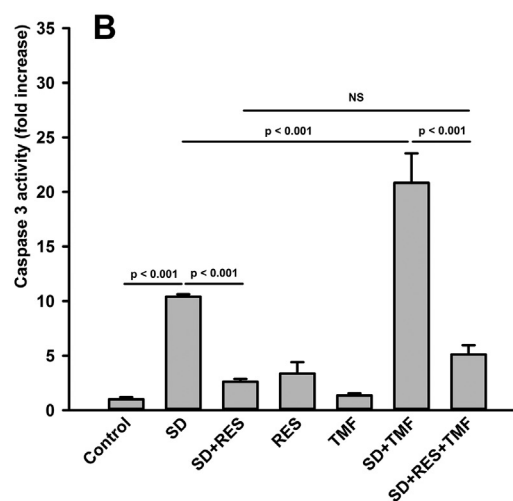 B
Caspase 3 activity (fold increase)
35
30
25
20
15
10
5
0
NS
p < 0.001
p < 0.001
p < 0.001
p < 0.001
Control
SD
SD+RES
RES
TMF
SD+TMF
SD+RES+TMF